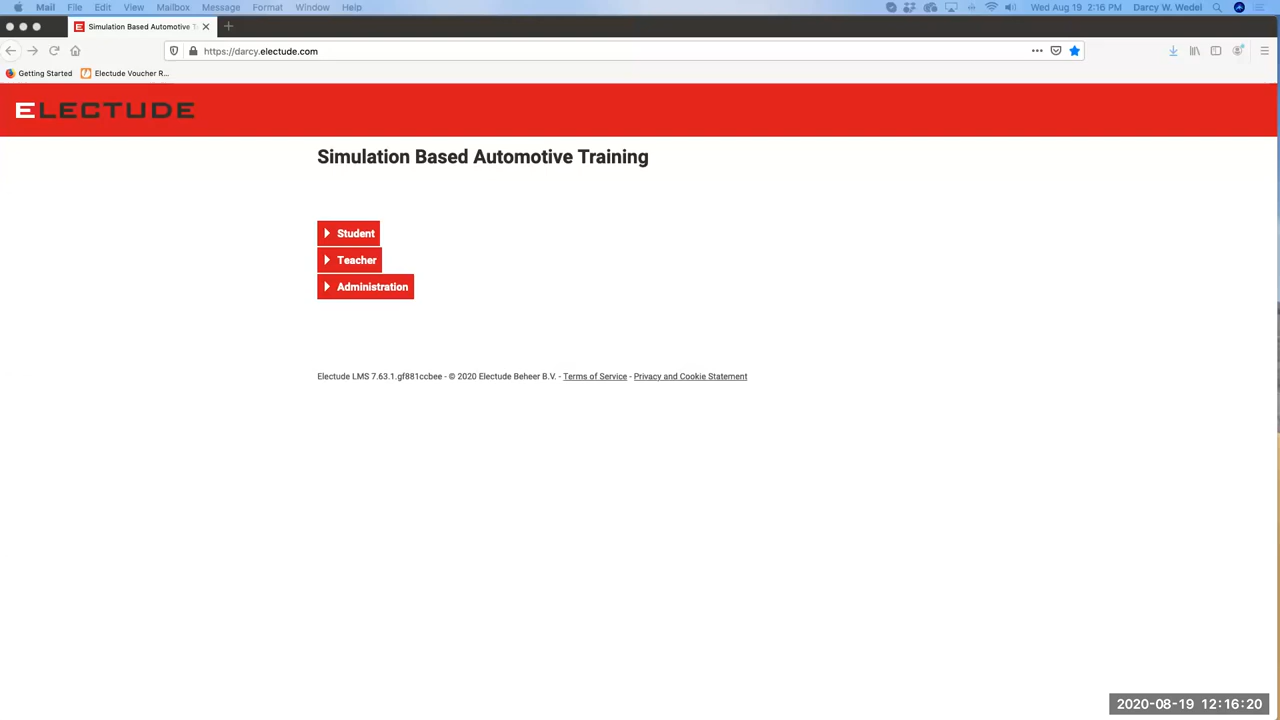 Mail File Edit View Mailbox Message Format Window Help Wed Aug 19 2:16 PM Darcy W. Wedel
Simulation Based Automotive T
https://darcy.electude.com
Getting Started Electude Voucher R...
ELECTUDE
Simulation Based Automotive Training
Student
Teacher
Administration
Electude LMS 7.63.1.gf881ccbee - © 2020 Electude Beheer B.V. - Terms of Service - Privacy and Cookie Statement
2020-08-19 12:16:20